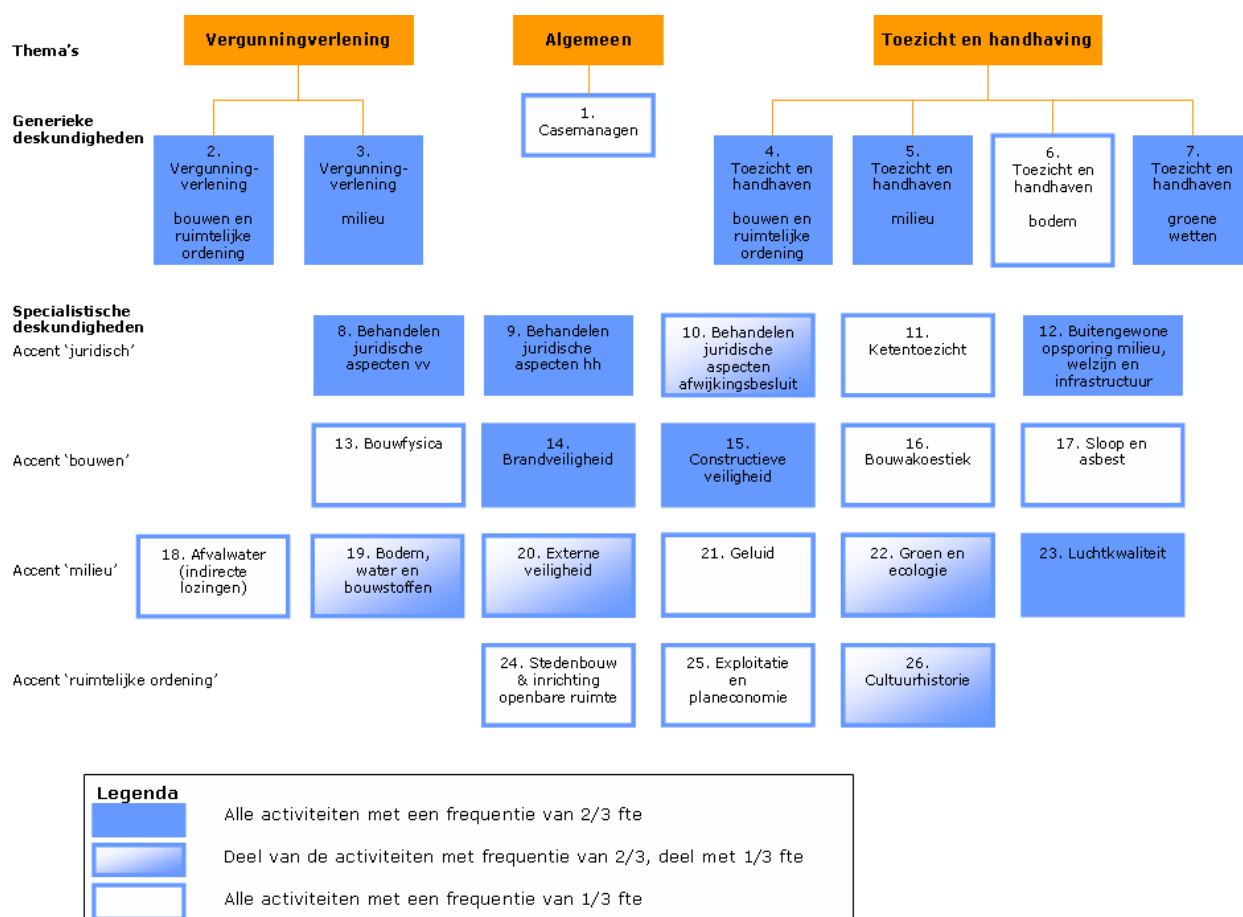 Thema's
Vergunningverlening
Algemeen
Toezicht en handhaving
Generieke
deskundigheden
1.
Casemanagen
2.
Vergunning-
verlening
bouwen en
ruimtelijke
ordening
3.
Vergunning-
verlening
milieu
4.
Toezicht en
handhaven
bouwen en
ruimtelijke
ordening
5.
Toezicht en
handhaven
milieu
6.
Toezicht en
handhaven
bodem
7.
Toezicht en
handhaven
groene
wetten
Specialistische
deskundigheden
Accent 'juridisch'
8. Behandelen
juridische
aspecten vv
9. Behandelen
juridische
aspecten hh
10. Behandelen
juridische
aspecten
afwijkingsbesluit
11.
Ketentoezicht
12. Buitengewone
opsporing milieu,
welzijn en
infrastructuur
Accent 'bouwen'
13. Bouwfysica
14.
Brandveiligheid
15.
Constructieve
veiligheid
16.
Bouwakoestiek
17. Sloop en
asbest
Accent 'milieu'
18. Afvalwater
(indirecte
lozingen)
19. Bodem,
water en
bouwstoffen
20. Externe
veiligheid
21. Geluid
22. Groen en
ecologie
23. Luchtkwaliteit
Accent 'ruimtelijke ordening'
24. Stedenbouw
& inrichting
openbare ruimte
25. Exploitatie
en
planeconomie
26.
Cultuurhistorie
Legenda
Alle activiteiten met een frequentie van 2/3 fte
Deel van de activiteiten met frequentie van 2/3, deel met 1/3 fte
Alle activiteiten met een frequentie van 1/3 fte